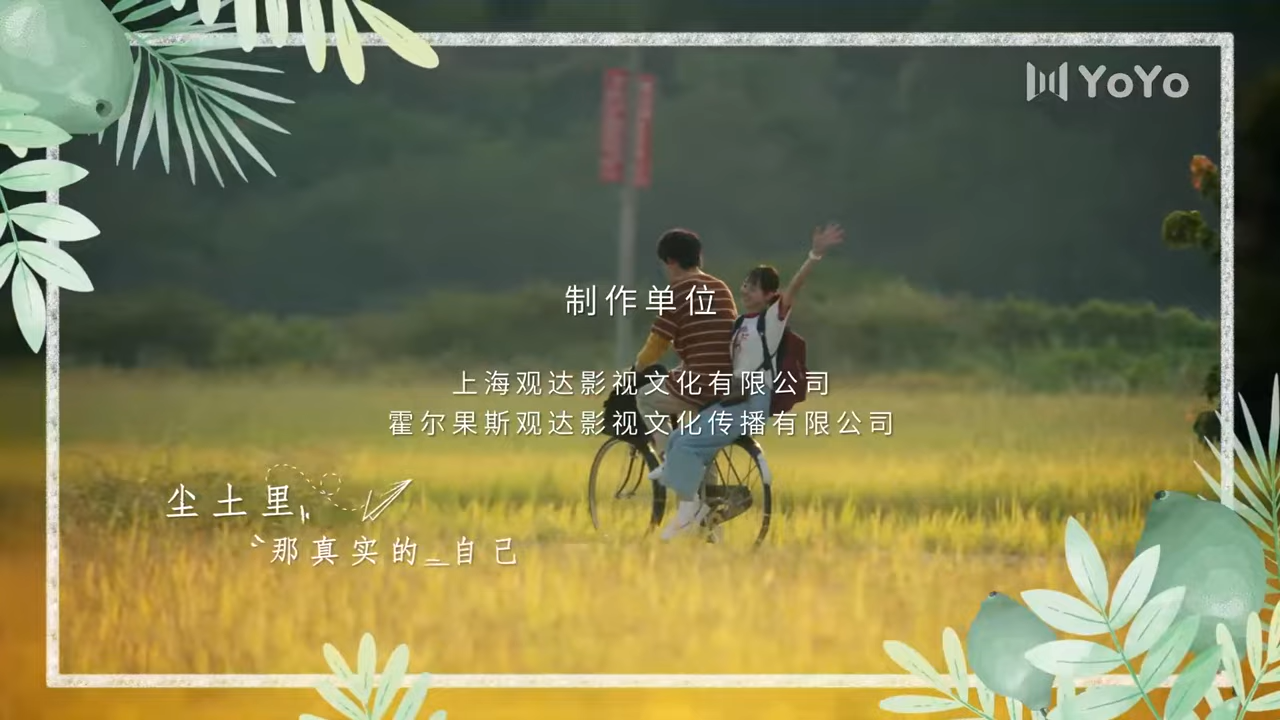 YoYo
制作单位
上海观达影视文化有限公司
霍尔果斯观达影视文化传播有限公司
尘土里
那真实的自己